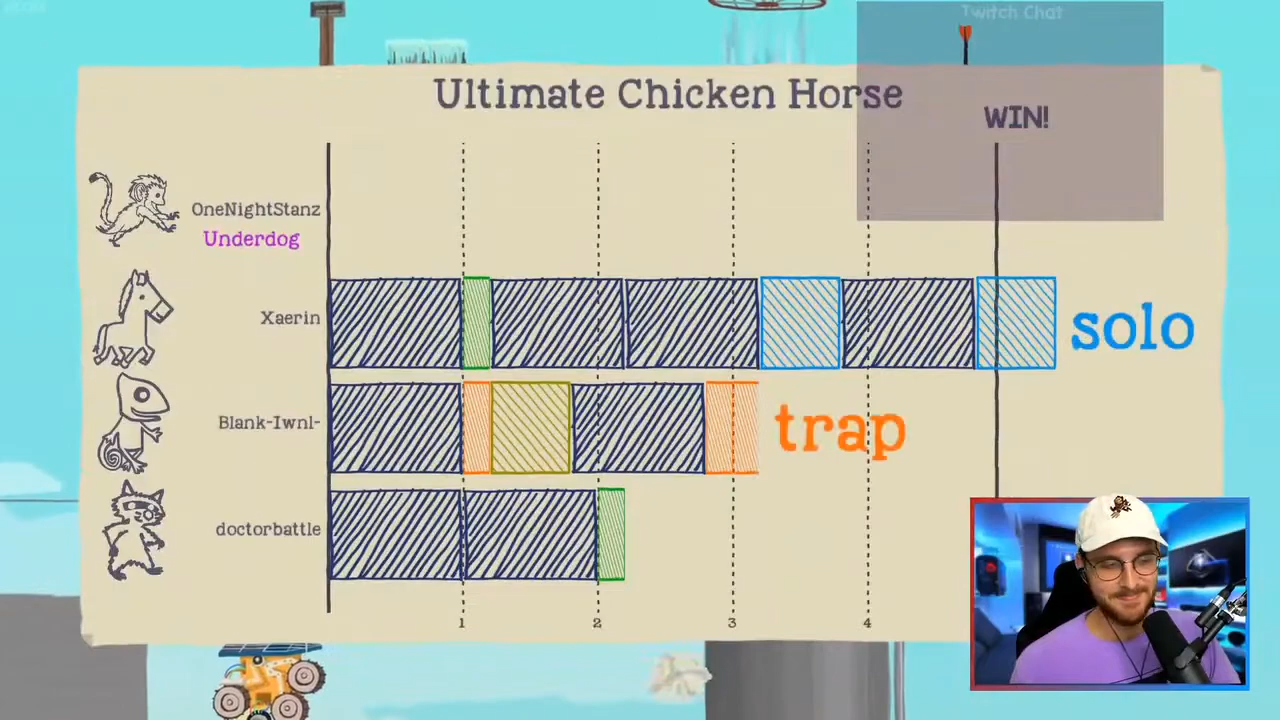 Twitch Chat
Ultimate Chicken Horse
WIN!
OneNightStanz
Underdog
Xaerin
solo
Blank-Iwnl-
trap
doctorbattle
1 2 3 4